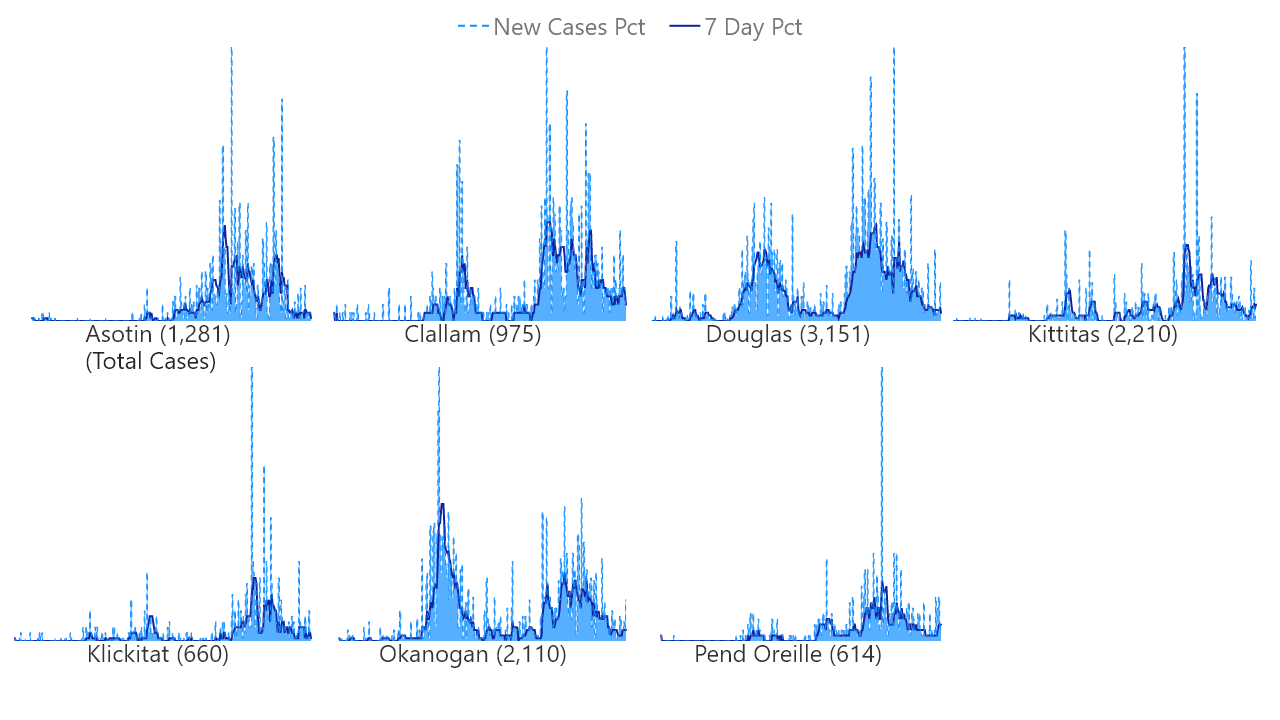 New Cases Pct 7 Day Pct
Asotin (1,281)
(Total Cases)
Clallam (975)
Douglas (3,151)
Kittitas (2,210)
Klickitat (660)
Okanogan (2,110)
Pend Oreille (614)